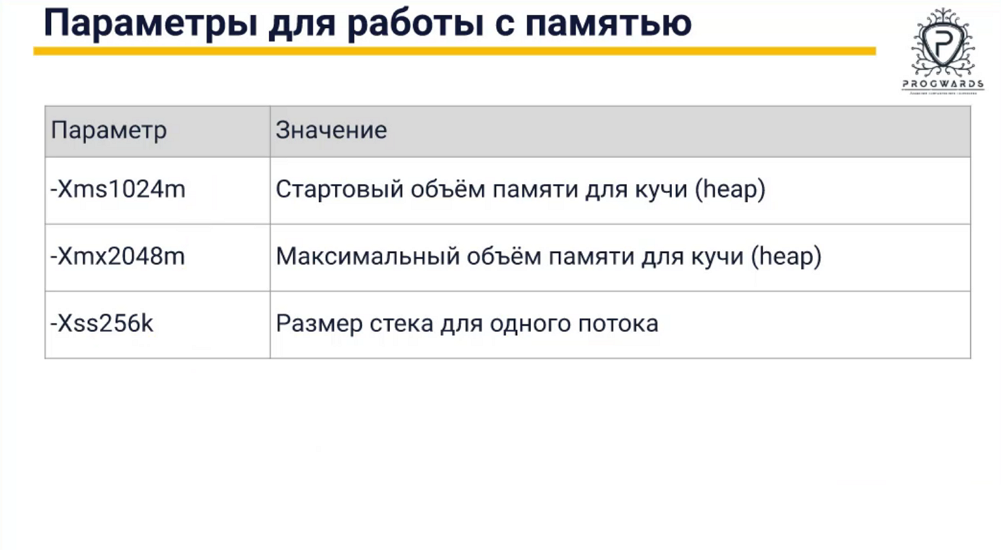 Параметры для работы с памятью
PROGWARDS
Параметр Значение
-Xms1024m Стартовый объём памяти для кучи (heap)
-Xmx2048m Максимальный объём памяти для кучи (heap)
-Xss256k Размер стека для одного потока